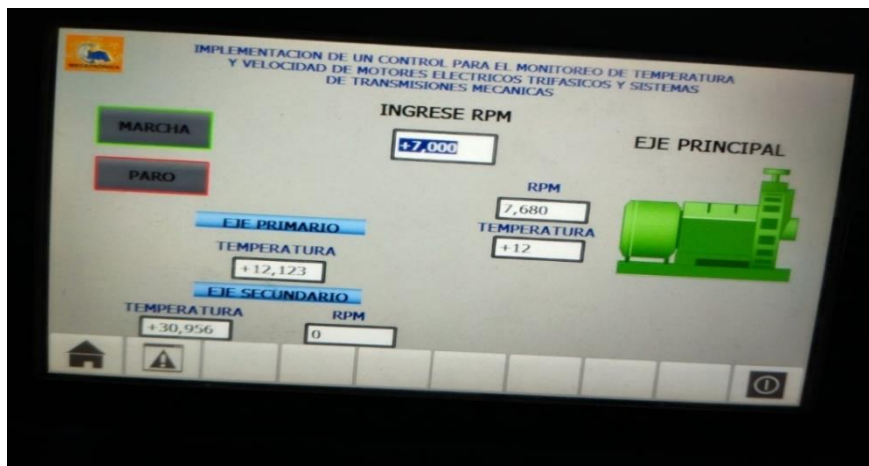 IMPLEMENTACION DE UN CONTROL PARA EL MONITOREO DE TEMPERATURA
Y VELOCIDAD DE MOTORES ELECTRICOS TRIFASICOS Y SISTEMAS
DE TRANSMISIONES MECANICAS
INGRESE RPM
MARCHA
+7,000
EJE PRINCIPAL
PARO
RPM
7,680
EJE PRIMARIO
TEMPERATURA
+12
TEMPERATURA
+12,123
EJE SECUNDARIO
TEMPERATURA
RPM
+30,956
0